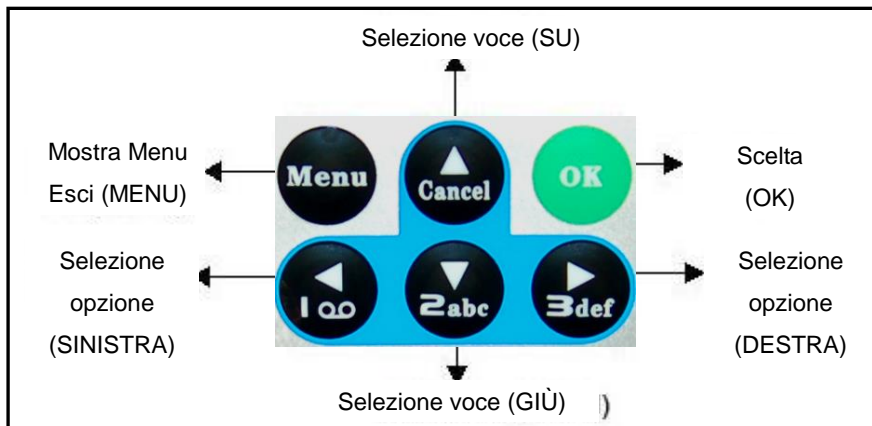 Selezione voce (SU)
Mostra Menu
Esci (MENU)
Menu
Cancel
OK
Scelta
(OK)
Selezione
opzione
(SINISTRA)
1
2abc
3def
Selezione
opzione
(DESTRA)
Selezione voce (GIÙ)
)